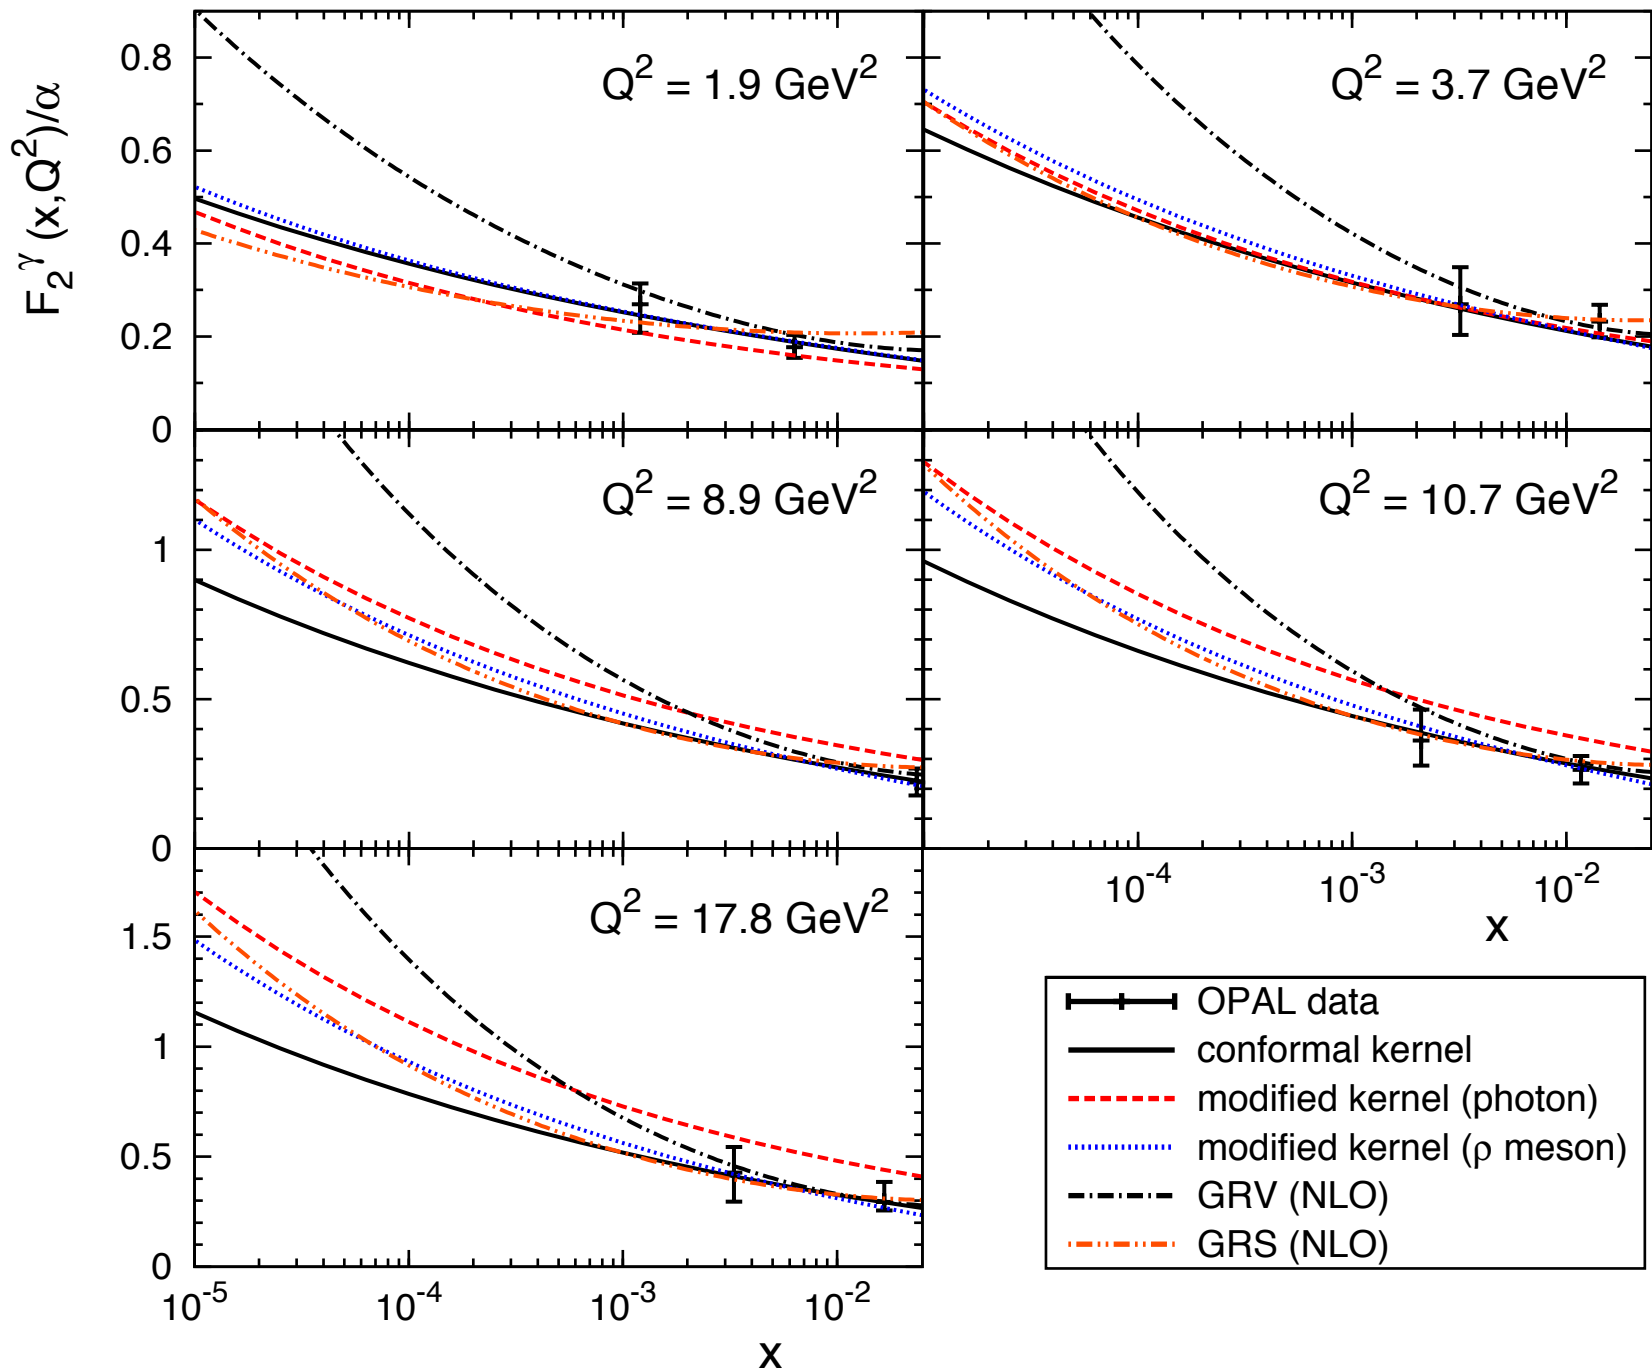 F₂^γ (x,Q²)/α
Q² = 1.9 GeV²
Q² = 3.7 GeV²
0.8
0.6
0.4
0.2
0
Q² = 8.9 GeV²
Q² = 10.7 GeV²
1
0.5
0
10⁻⁴ 10⁻³ 10⁻²
x
Q² = 17.8 GeV²
1.5
1
0.5
0
10⁻⁵ 10⁻⁴ 10⁻³ 10⁻²
x
OPAL data
conformal kernel
modified kernel (photon)
modified kernel (ρ meson)
GRV (NLO)
GRS (NLO)